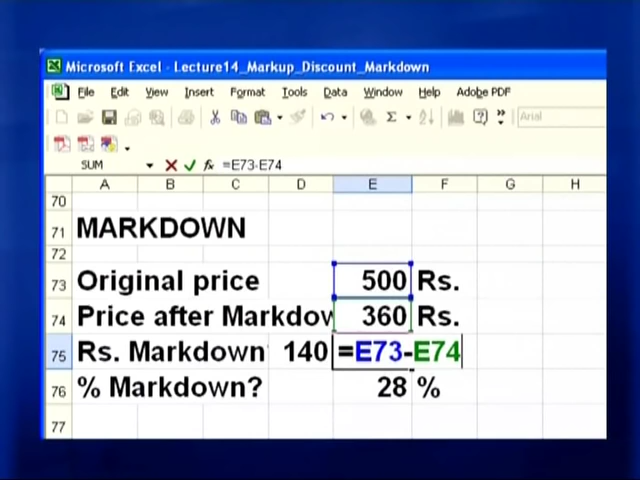 Microsoft Excel - Lecture14_Markup_Discount_Markdown
File Edit View Insert Format Tools Data Window Help Adobe PDF
Arial
SUM =E73-E74
A B C D E F G H
70
71 MARKDOWN
72
73 Original price 500 Rs.
74 Price after Markdow 360 Rs.
75 Rs. Markdown 140 =E73-E74
76 % Markdown? 28 %
77